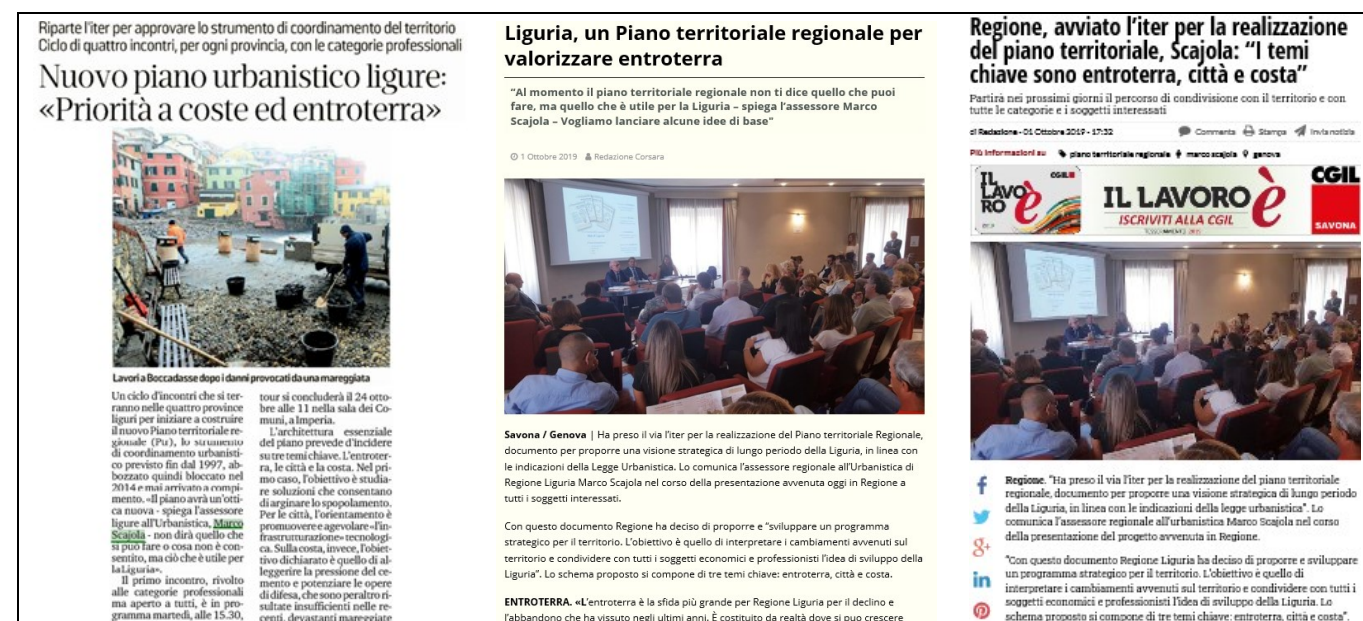 Riparte l'iter per approvare lo strumento di coordinamento del territorio
Ciclo di quattro incontri, per ogni provincia, con le categorie professionali
Nuovo piano urbanistico ligure:
«Priorità a coste ed entroterra»
Lavori a Boccadasse dopo i danni provocati da una mareggiata
Un ciclo d'incontri che si ter-
ranno nelle quattro province
liguri per iniziare a costruire
il nuovo Piano territoriale re-
gionale (Ptr), lo strumento
di coordinamento urbanisti-
co previsto fin dal 1997, ab-
bozzato quindi bloccato nel
2014 e mai arrivato a compi-
mento. «Il piano avrà un'otti-
ca nuova - spiega l'assessore
ligure all'Urbanistica, Marco
Scajola - non dirà quello che
si può fare o cosa non è con-
sentito, ma ciò che è utile per
la Liguria».
Il primo incontro, rivolto
alle categorie professionali
ma aperto a tutti, è in pro-
gramma martedì, alle 15.30,
tour si concluderà il 24 otto-
bre alle 11 nella sala dei Co-
muni, a Imperia.
L'architettura essenziale
del piano prevede d'incidere
su tre temi chiave. L'entroter-
ra, le città e la costa. Nel pri-
mo caso, l'obiettivo è studia-
re soluzioni che consentano
di arginare lo spopolamento.
Per le città, l'orientamento è
promuovere e agevolare «l'in-
frastrutturazione» tecnologi-
ca. Sulla costa, invece, l'obiet-
tivo dichiarato è quello di al-
leggerire la pressione del ce-
mento e potenziare le opere
di difesa, che sono peraltro ri-
sultate insufficienti nelle re-
centi, devastanti mareggiate
Liguria, un Piano territoriale regionale per
valorizzare entroterra
"Al momento il piano territoriale regionale non ti dice quello che puoi
fare, ma quello che è utile per la Liguria – spiega l'assessore Marco
Scajola – Vogliamo lanciare alcune idee di base"
1 Ottobre 2019 Redazione Corsara
Savona / Genova | Ha preso il via l'iter per la realizzazione del Piano territoriale Regionale,
documento per proporre una visione strategica di lungo periodo della Liguria, in linea con
le indicazioni della Legge Urbanistica. Lo comunica l'assessore regionale all'Urbanistica di
Regione Liguria Marco Scajola nel corso della presentazione avvenuta oggi in Regione a
tutti i soggetti interessati.
Con questo documento Regione ha deciso di proporre e "sviluppare un programma
strategico per il territorio. L'obiettivo è quello di interpretare i cambiamenti avvenuti sul
territorio e condividere con tutti i soggetti economici e professionisti l'idea di sviluppo della
Liguria". Lo schema proposto si compone di tre temi chiave: entroterra, città e costa.
ENTROTERRA. «L'entroterra è la sfida più grande per Regione Liguria per il declino e
l'abbandono che ha vissuto negli ultimi anni. È costituito da realtà dove si può crescere
Regione, avviato l'iter per la realizzazione
del piano territoriale, Scajola: "I temi
chiave sono entroterra, città e costa"
Partirà nei prossimi giorni il percorso di condivisione con il territorio e con
tutte le categorie e i soggetti interessati
di Redazione - 01 Ottobre 2019 - 17:32 Commenta Stampa Invia notizia
Più informazioni su piano territoriale regionale marco scajola genova
IL LAVO RO è CGIL
IL LAVORO è
ISCRIVITI ALLA CGIL
CGIL
SAVONA
Regione. "Ha preso il via l'iter per la realizzazione del piano territoriale
regionale, documento per proporre una visione strategica di lungo periodo
della Liguria, in linea con le indicazioni della legge urbanistica". Lo
comunica l'assessore regionale all'urbanistica Marco Scajola nel corso
della presentazione del progetto avvenuta in Regione.
"Con questo documento Regione Liguria ha deciso di proporre e sviluppare
un programma strategico per il territorio. L'obiettivo è quello di
interpretare i cambiamenti avvenuti sul territorio e condividere con tutti i
soggetti economici e professionisti l'idea di sviluppo della Liguria. Lo
schema proposto si compone di tre temi chiave: entroterra, città e costa".